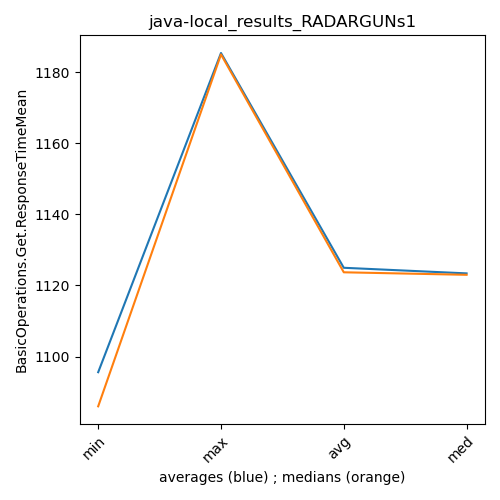 java-local_results_RADARGUNs1
BasicOperations.Get.ResponseTimeMean
1180
1160
1140
1120
1100
min
max
avg
med
averages (blue) ; medians (orange)